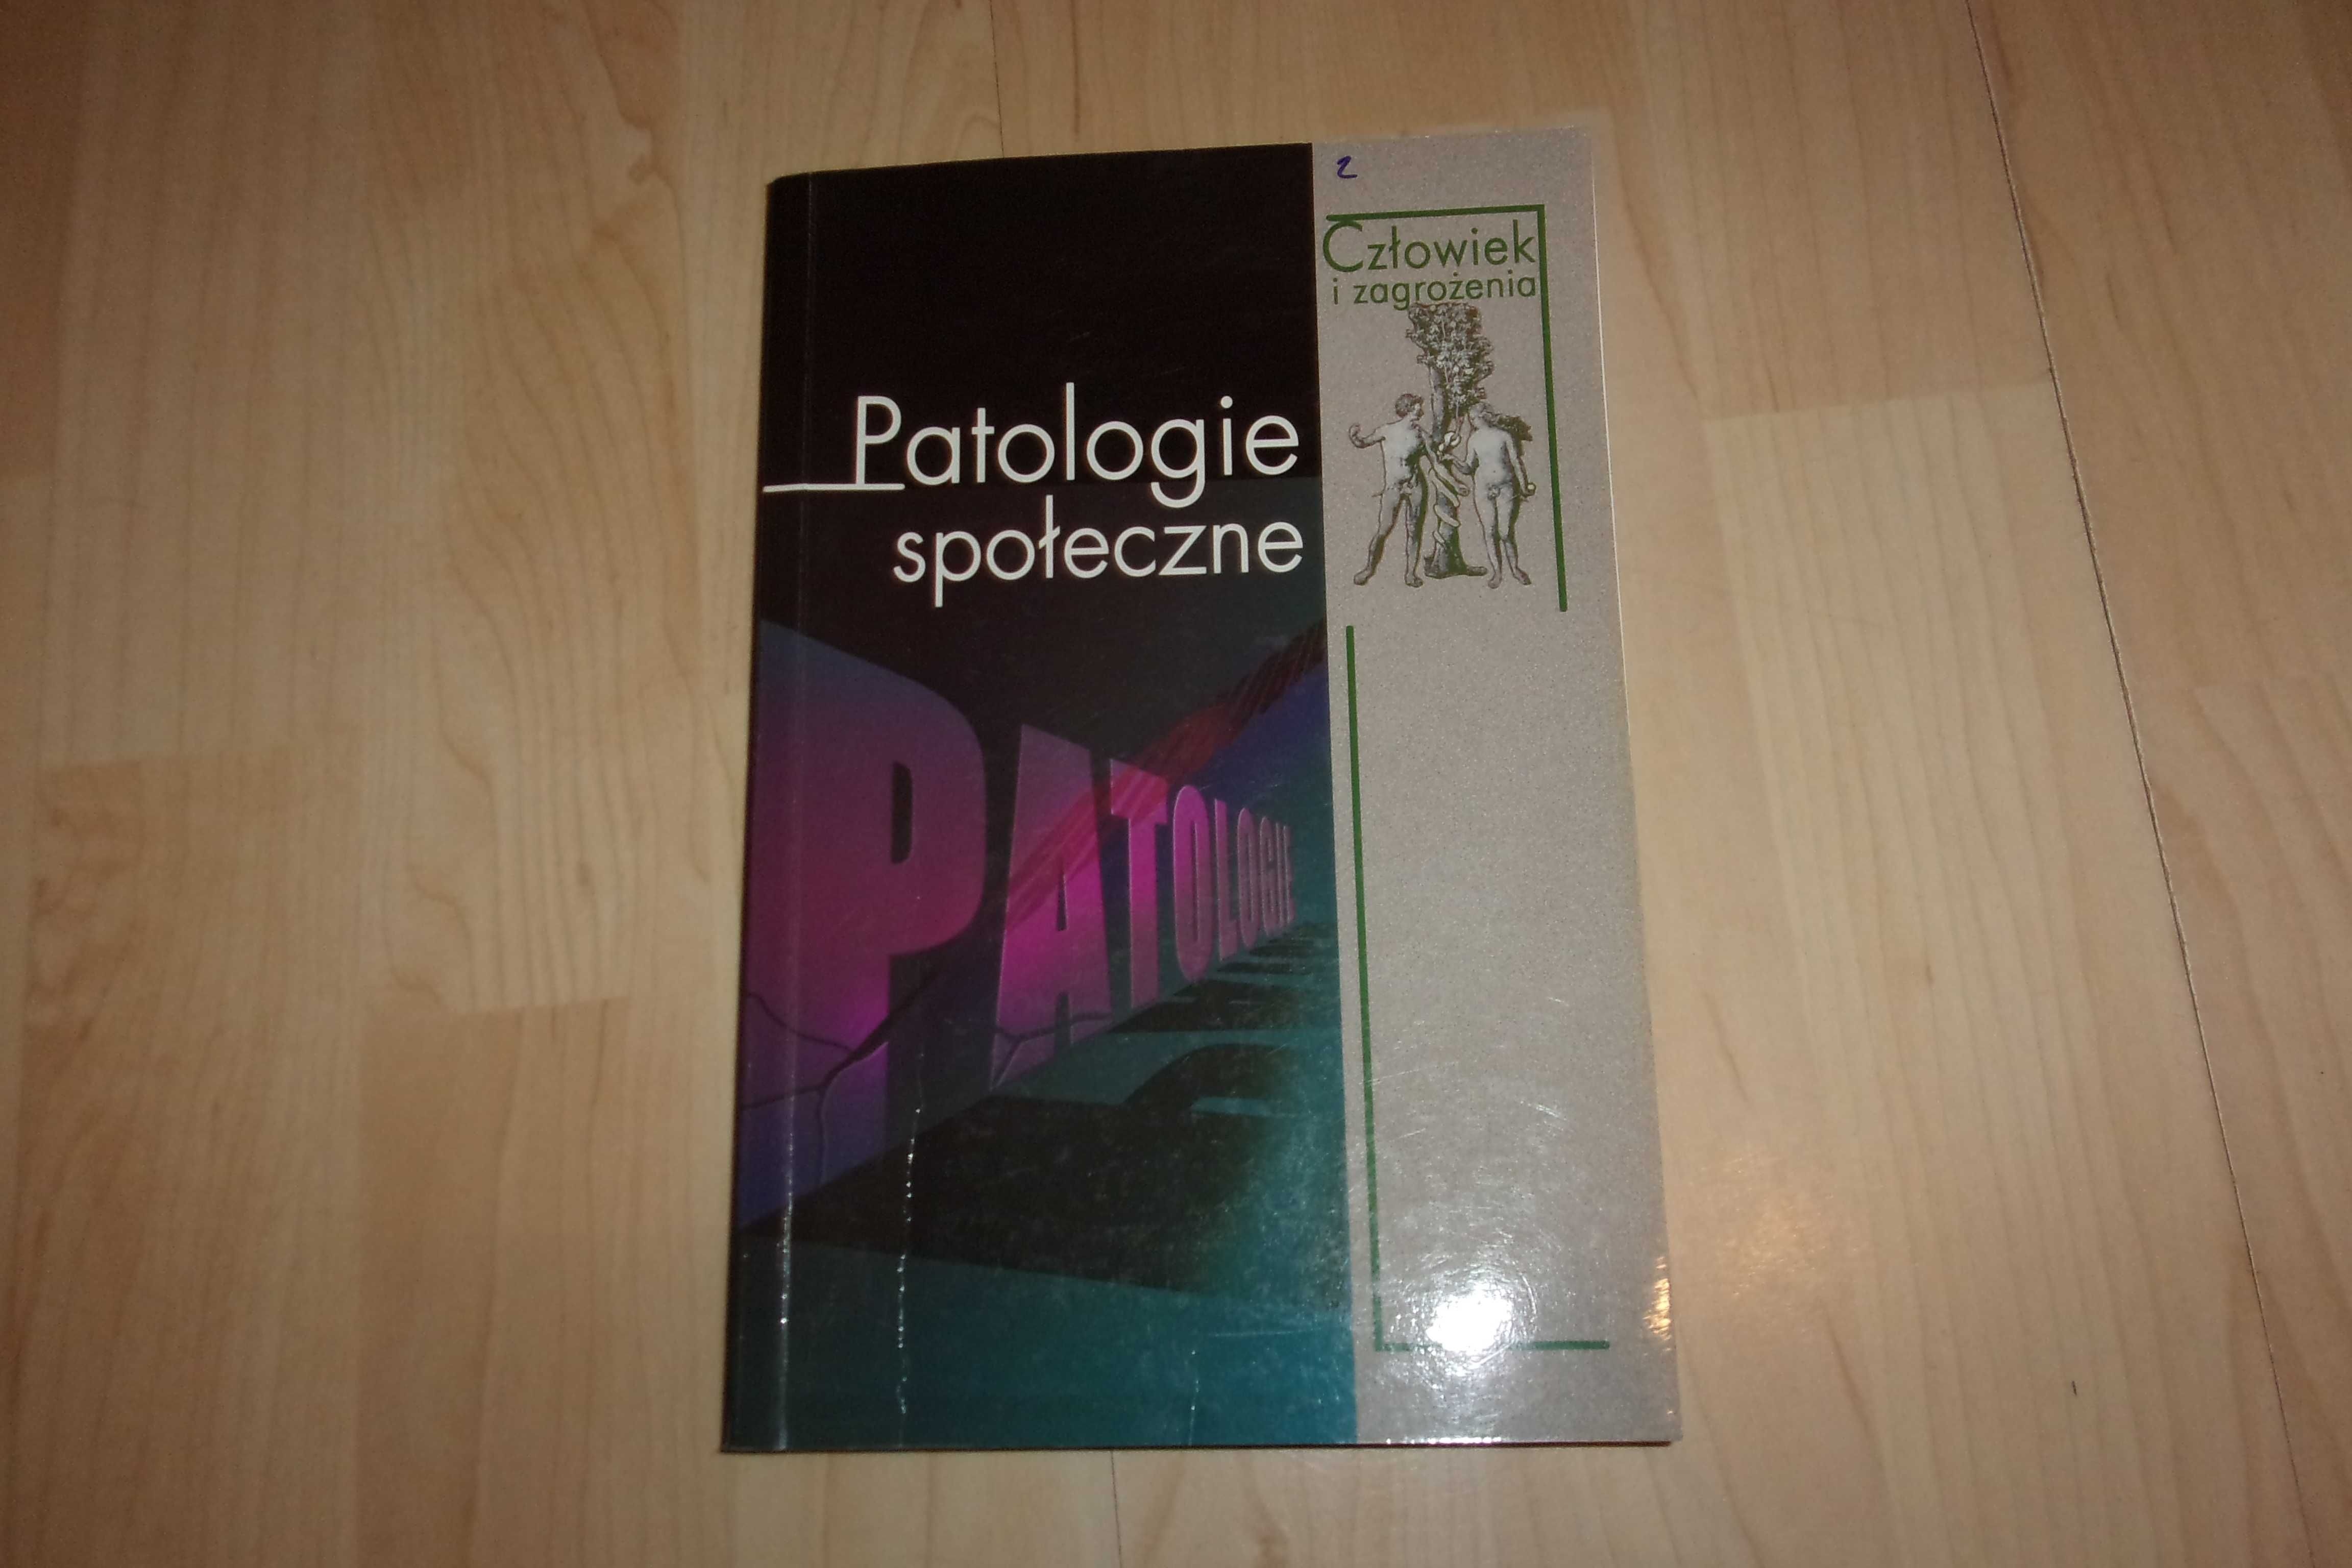 2
Człowiek
i zagrożenia
Patologie
społeczne
PATOLOGIE